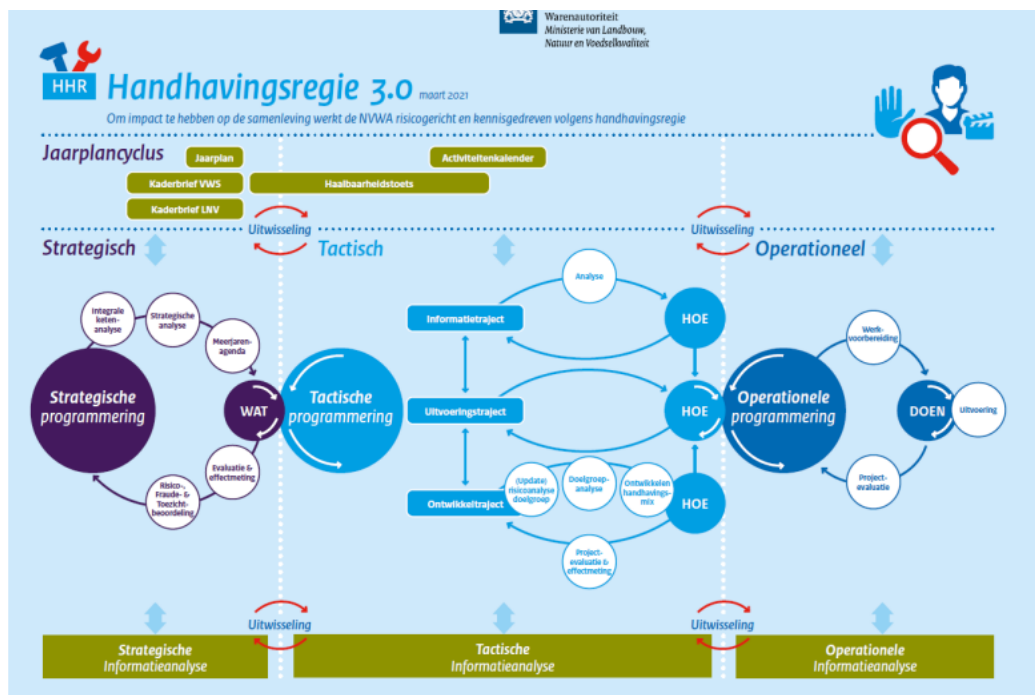 Warenautoriteit
Ministerie van Landbouw,
Natuur en Voedselkwaliteit
HHR
Handhavingsregie 3.0 maart 2021
Om impact te hebben op de samenleving werkt de NVWA risicogericht en kennisgedreven volgens handhavingsregie
Jaarplancyclus
Jaarplan
Activiteitenkalender
Kaderbrief VWS
Haalbaarheidstoets
Kaderbrief LNV
Uitwisseling
Uitwisseling
Strategisch
Tactisch
Operationeel
Integrale
keten-
analyse
Strategische
analyse
Meerjaren-
agenda
Strategische
programmering
WAT
Evaluatie &
effectmeting
Risico-,
Fraude- &
Toezicht-
beoordeling
Tactische
programmering
Analyse
Informatietraject
HOE
Uitvoeringstraject
HOE
Ontwikkeltraject
(Update)
risicoanalyse
doelgroep
Doelgroep-
analyse
Ontwikkelen
handhavings-
mix
HOE
Project-
evaluatie &
effectmeting
Operationele
programmering
Werk-
voorbereiding
DOEN
Uitvoering
Project-
evaluatie
Uitwisseling
Uitwisseling
Strategische
Informatieanalyse
Tactische
Informatieanalyse
Operationele
Informatieanalyse